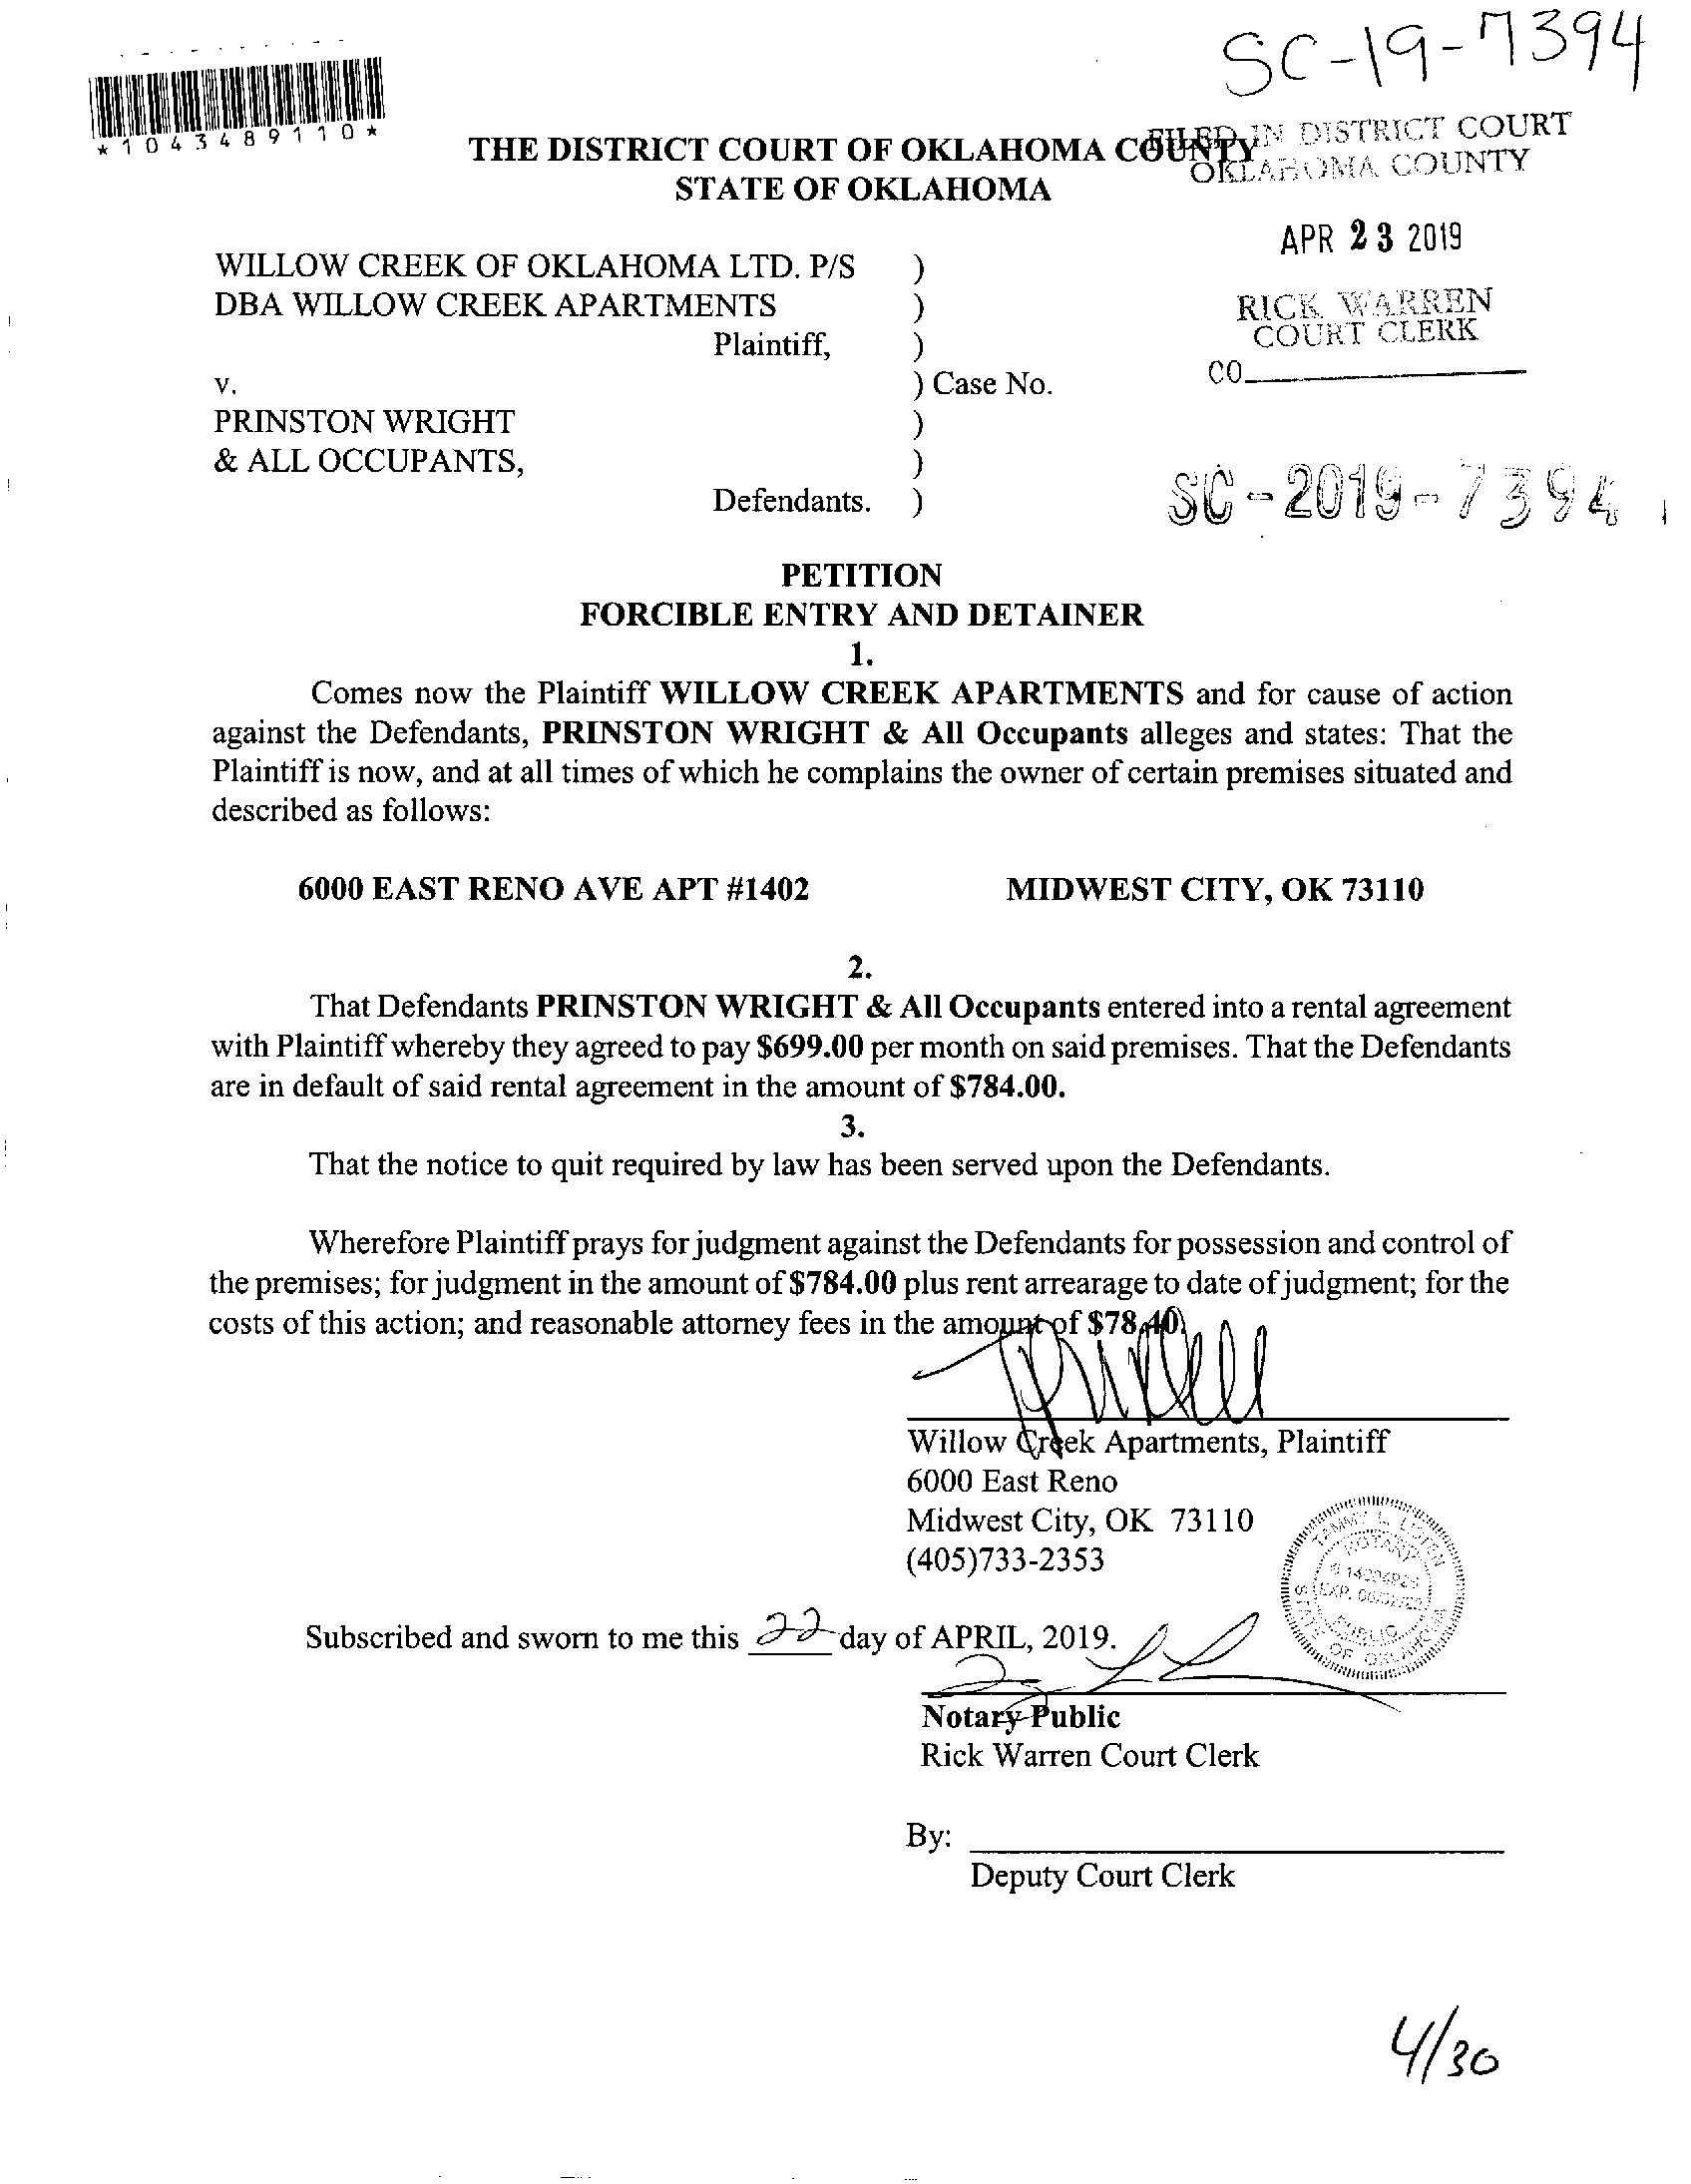 SC-19-7394
*1043489110*
THE DISTRICT COURT OF OKLAHOMA COUNTY
STATE OF OKLAHOMA
FILED IN DISTRICT COURT
OKLAHOMA COUNTY
APR 23 2019
RICK WARREN
COURT CLERK
CO
WILLOW CREEK OF OKLAHOMA LTD. P/S )
DBA WILLOW CREEK APARTMENTS )
Plaintiff, )
v. ) Case No.
PRINSTON WRIGHT )
& ALL OCCUPANTS, )
Defendants. )
SC-2019-7394
PETITION
FORCIBLE ENTRY AND DETAINER
1.
Comes now the Plaintiff WILLOW CREEK APARTMENTS and for cause of action
against the Defendants, PRINSTON WRIGHT & All Occupants alleges and states: That the
Plaintiff is now, and at all times of which he complains the owner of certain premises situated and
described as follows:
6000 EAST RENO AVE APT #1402 MIDWEST CITY, OK 73110
2.
That Defendants PRINSTON WRIGHT & All Occupants entered into a rental agreement
with Plaintiff whereby they agreed to pay $699.00 per month on said premises. That the Defendants
are in default of said rental agreement in the amount of $784.00.
3.
That the notice to quit required by law has been served upon the Defendants.
Wherefore Plaintiff prays for judgment against the Defendants for possession and control of
the premises; for judgment in the amount of $784.00 plus rent arrearage to date of judgment; for the
costs of this action; and reasonable attorney fees in the amount of $78.40.
Willow Creek Apartments, Plaintiff
6000 East Reno
Midwest City, OK 73110
(405)733-2353
TAMMY L.
NOTARY
EXP.
PUBLIC
STATE OF OKLAHOMA
Subscribed and sworn to me this 22 day of APRIL, 2019.
Notary Public
Rick Warren Court Clerk
By:
Deputy Court Clerk
4/30